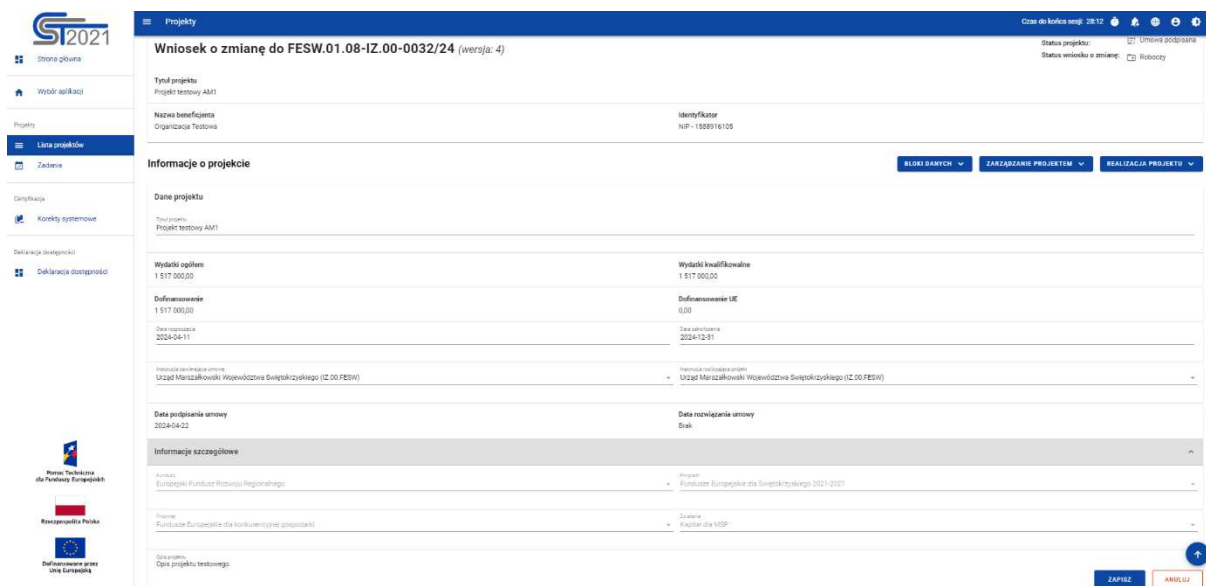 CST2021
Strona główna
Wybór aplikacji
Projekty
Lista projektów
Zadania
Certyfikacja
Korekty systemowe
Deklaracja dostępności
Deklaracja dostępności
Pomoc Techniczna
dla Funduszy Europejskich
Rzeczpospolita Polska
Dofinansowane przez
Unię Europejską
Projekty
Czas do końca sesji: 28:12
Wniosek o zmianę do FESW.01.08-IZ.00-0032/24 (wersja: 4)
Status projektu: Umowa podpisana
Status wniosku o zmianę: Roboczy
Tytuł projektu
Projekt testowy AM1
Nazwa beneficjenta Identyfikator
Organizacja Testowa NIP - 1588916105
Informacje o projekcie
BLOKI DANYCH ZARZĄDZANIE PROJEKTEM REALIZACJA PROJEKTU
Dane projektu
Tytuł projektu
Projekt testowy AM1
Wydatki ogółem Wydatki kwalifikowalne
1 517 000,00 1 517 000,00
Dofinansowanie Dofinansowanie UE
1 517 000,00 0,00
Data rozpoczęcia Data zakończenia
2024-04-11 2024-12-31
Instytucja zawierająca umowę Instytucja rozliczająca projekt
Urząd Marszałkowski Województwa Świętokrzyskiego (IZ.00.FESW) Urząd Marszałkowski Województwa Świętokrzyskiego (IZ.00.FESW)
Data podpisania umowy Data rozwiązania umowy
2024-04-22 Brak
Informacje szczegółowe
Fundusz Program
Europejski Fundusz Rozwoju Regionalnego Fundusze Europejskie dla Świętokrzyskiego 2021-2027
Priorytet Działanie
Fundusze Europejskie dla konkurencyjnej gospodarki Kapitał dla MŚP
Opis projektu
Opis projektu testowego.
ZAPISZ ANULUJ